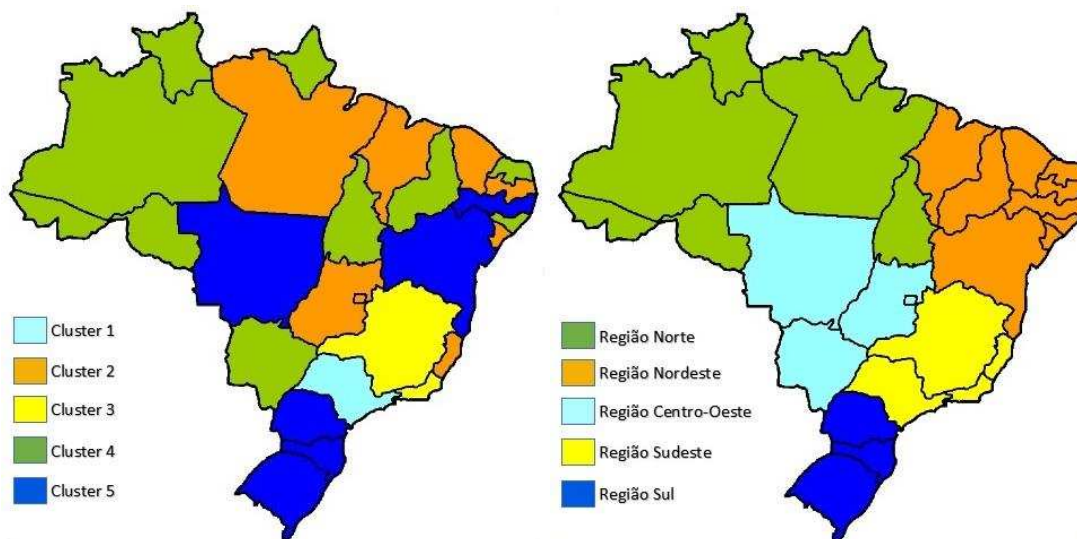 Cluster 1
Cluster 2
Cluster 3
Cluster 4
Cluster 5
Região Norte
Região Nordeste
Região Centro-Oeste
Região Sudeste
Região Sul